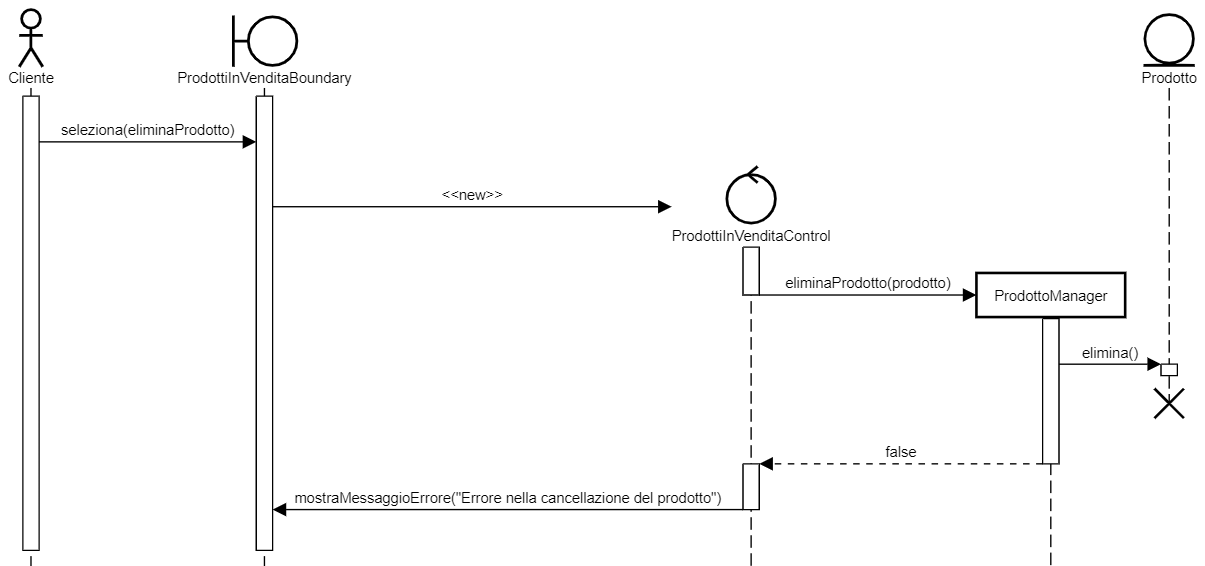 Cliente
ProdottiInVenditaBoundary
Prodotto
seleziona(eliminaProdotto)
<<new>>
ProdottiInVenditaControl
eliminaProdotto(prodotto)
ProdottoManager
elimina()
false
mostraMessaggioErrore("Errore nella cancellazione del prodotto")